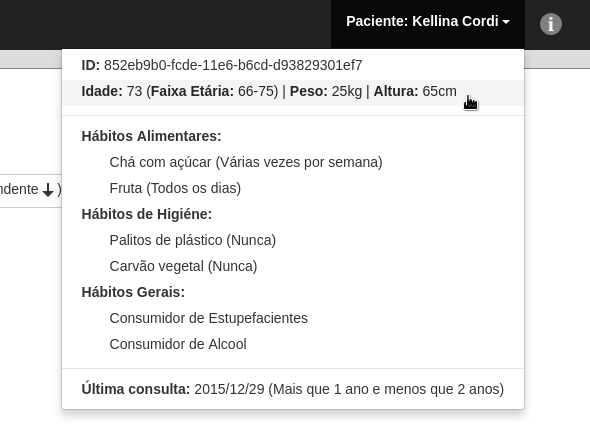 Paciente: Kellina Cordi
ID: 852eb9b0-fcde-11e6-b6cd-d93829301ef7
Idade: 73 (Faixa Etária: 66-75) | Peso: 25kg | Altura: 65cm
Hábitos Alimentares:
Chá com açúcar (Várias vezes por semana)
ndente )
Fruta (Todos os dias)
Hábitos de Higiéne:
Palitos de plástico (Nunca)
Carvão vegetal (Nunca)
Hábitos Gerais:
Consumidor de Estupefacientes
Consumidor de Alcool
Última consulta: 2015/12/29 (Mais que 1 ano e menos que 2 anos)